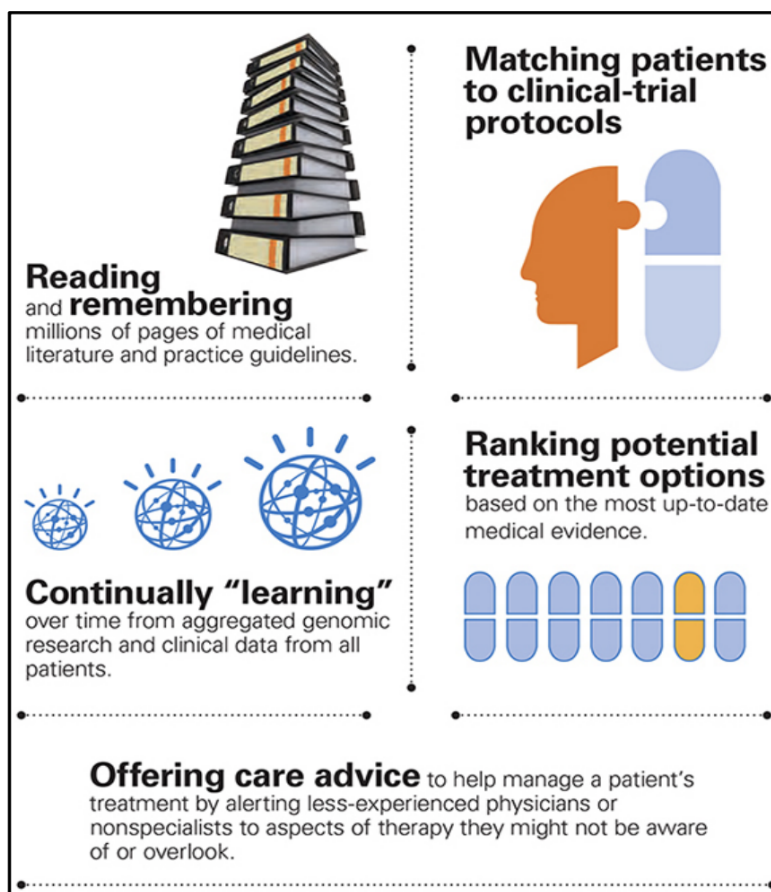 Reading
and remembering
millions of pages of medical
literature and practice guidelines.
Matching patients
to clinical-trial
protocols
Continually “learning”
over time from aggregated genomic
research and clinical data from all
patients.
Ranking potential
treatment options
based on the most up-to-date
medical evidence.
Offering care advice to help manage a patient’s
treatment by alerting less-experienced physicians or
nonspecialists to aspects of therapy they might not be aware
of or overlook.